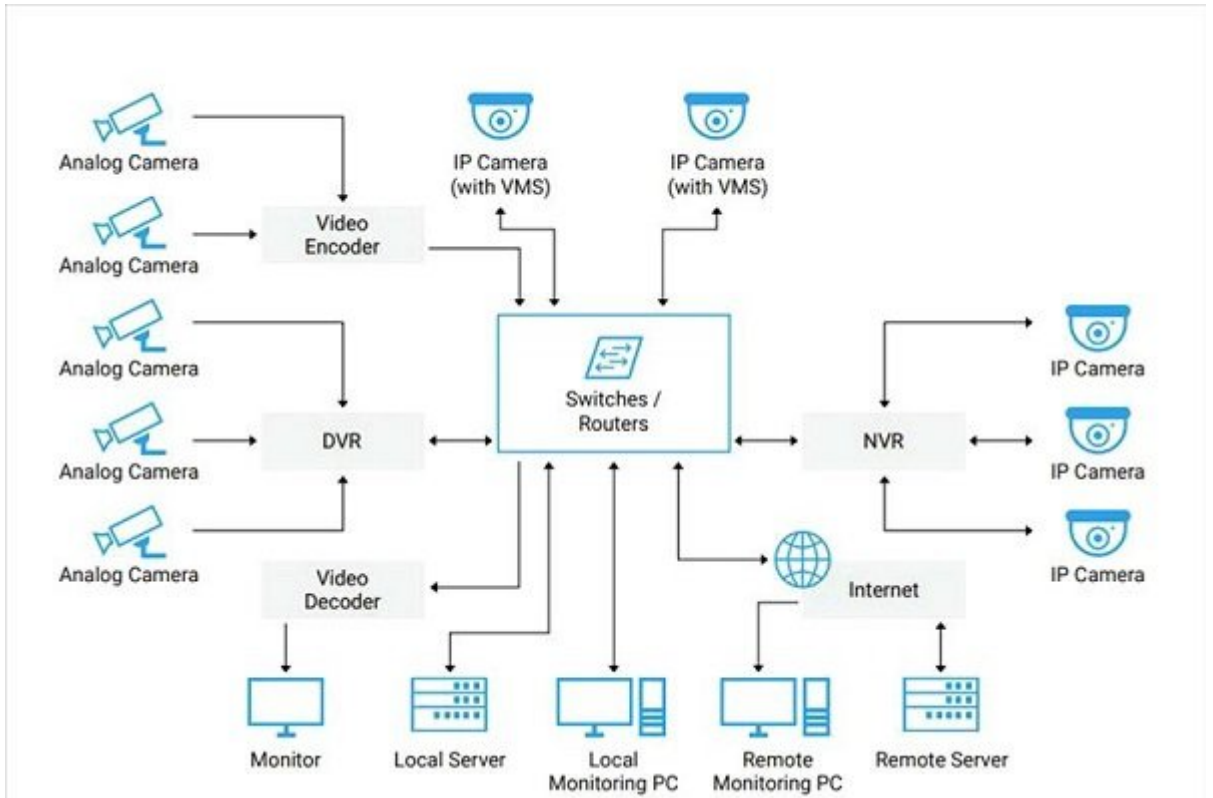 Analog Camera
IP Camera
(with VMS)
IP Camera
(with VMS)
Video
Encoder
Analog Camera
Analog Camera
IP Camera
Switches /
Routers
DVR
NVR
Analog Camera
IP Camera
Analog Camera
IP Camera
Video
Decoder
Internet
Monitor
Local Server
Local
Monitoring PC
Remote
Monitoring PC
Remote Server